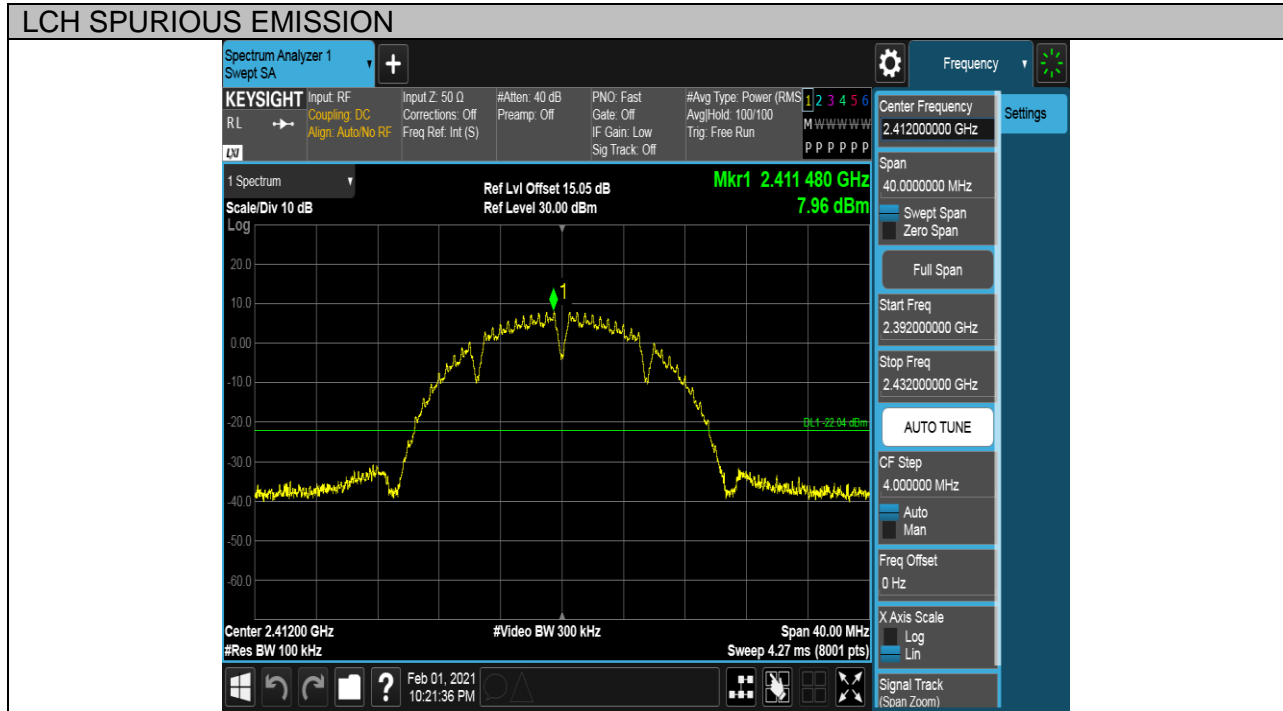 LCH SPURIOUS EMISSION
Spectrum Analyzer 1
Swept SA
Frequency
KEYSIGHT
RL
LXI
Input: RF
Coupling: DC
Align: Auto/No RF
Input Z: 50 Ω
Corrections: Off
Freq Ref: Int (S)
#Atten: 40 dB
Preamp: Off
PNO: Fast
Gate: Off
IF Gain: Low
Sig Track: Off
#Avg Type: Power (RMS
Avg|Hold: 100/100
Trig: Free Run
1 2 3 4 5 6
M W W W W W
P P P P P P
Center Frequency
2.412000000 GHz
Settings
1 Spectrum
Scale/Div 10 dB
Ref Lvl Offset 15.05 dB
Ref Level 30.00 dBm
Mkr1 2.411 480 GHz
7.96 dBm
Log
20.0
10.0
0.00
-10.0
-20.0
-30.0
-40.0
-50.0
-60.0
1
DL1 -22.04 dBm
Center 2.41200 GHz
#Res BW 100 kHz
#Video BW 300 kHz
Span 40.00 MHz
Sweep 4.27 ms (8001 pts)
Span
40.0000000 MHz
Swept Span
Zero Span
Full Span
Start Freq
2.392000000 GHz
Stop Freq
2.432000000 GHz
AUTO TUNE
CF Step
4.000000 MHz
Auto
Man
Freq Offset
0 Hz
X Axis Scale
Log
Lin
Signal Track
(Span Zoom)
?
Feb 01, 2021
10:21:36 PM